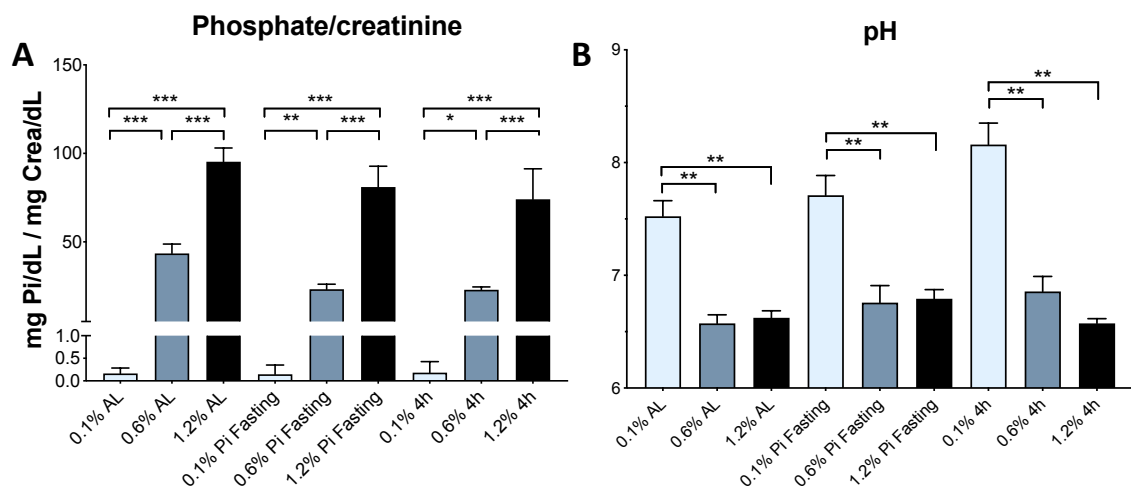 Phosphate/creatinine
A
mg Pi/dL / mg Crea/dL
150
100
50
1.0
0.5
0.0
*** *** ***
*** *** ** *** * ***
0.1% AL
0.6% AL
1.2% AL
0.1% Pi Fasting
0.6% Pi Fasting
1.2% Pi Fasting
0.1% 4h
0.6% 4h
1.2% 4h
pH
B
9
8
7
6
**
**
**
**
**
**
0.1% AL
0.6% AL
1.2% AL
0.1% Pi Fasting
0.6% Pi Fasting
1.2% Pi Fasting
0.1% 4h
0.6% 4h
1.2% 4h